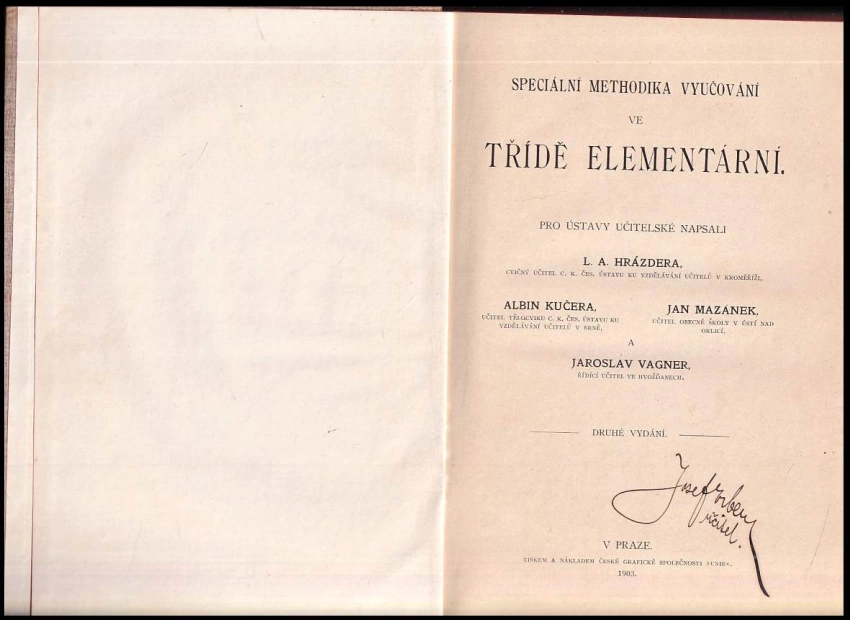 SPECIÁLNÍ METHODIKA VYUČOVÁNÍ
VE
TŘÍDĚ ELEMENTÁRNÍ.
PRO ÚSTAVY UČITELSKÉ NAPSALI
L. A. HRÁZDERA,
CVIČNÝ UČITEL C. K. ČES. ÚSTAVU KU VZDĚLÁVÁNÍ UČITELŮ V KROMĚŘÍŽI,
ALBIN KUČERA,
UČITEL TĚLOCVIKU C. K. ČES. ÚSTAVU KU
VZDĚLÁVÁNÍ UČITELŮ V BRNĚ,
JAN MAZANEK,
UČITEL OBECNÉ ŠKOLY V ÚSTÍ NAD
ORLICÍ.
A
JAROSLAV VAGNER,
ŘÍDÍCÍ UČITEL VE HVOŽĎANECH.
DRUHÉ VYDÁNÍ.
Josef
učitel.
V PRAZE.
TISKEM A NÁKLADEM ČESKÉ GRAFICKÉ SPOLEČNOSTI »UNIE«.
1903.